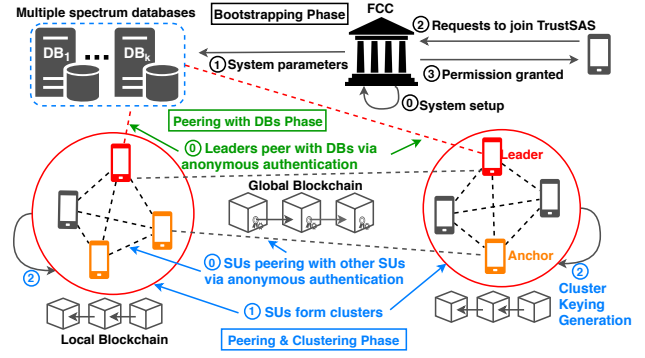 Multiple spectrum databases
Bootstrapping Phase
FCC
② Requests to join TrustSAS
DB1
DBk
① System parameters
③ Permission granted
⓪ System setup
Peering with DBs Phase
⓪ Leaders peer with DBs via
anonymous authentication
Leader
Global Blockchain
Anchor
⓪ SUs peering with other SUs
via anonymous authentication
②
②
Cluster
Keying
Generation
① SUs form clusters
Local Blockchain
Peering & Clustering Phase